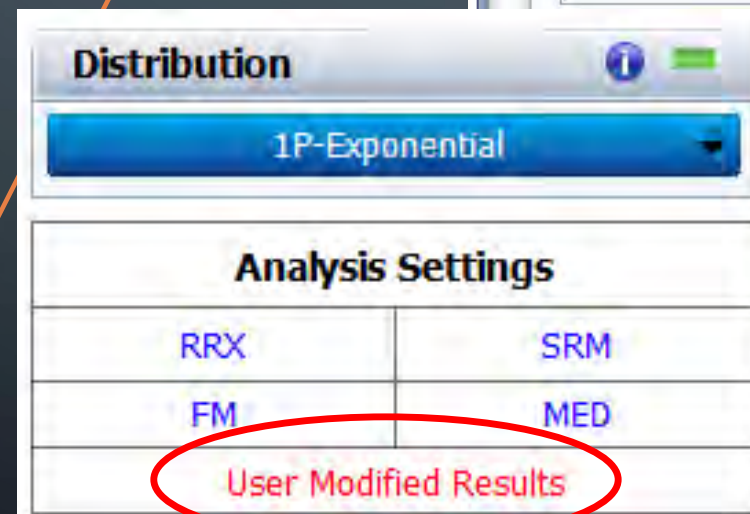 Distribution
1P-Exponential
Analysis Settings
RRX SRM
FM MED
User Modified Results